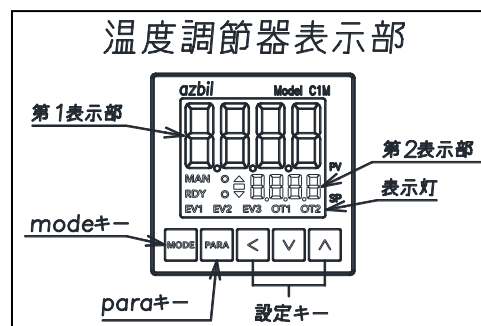 温度調節器表示部
azbil Model C1M
第1表示部
第2表示部
PV
MAN
RDY
表示灯
SP
EV1 EV2 EV3 OT1 OT2
modeキー
MODE PARA < ∨ ∧
paraキー
設定キー